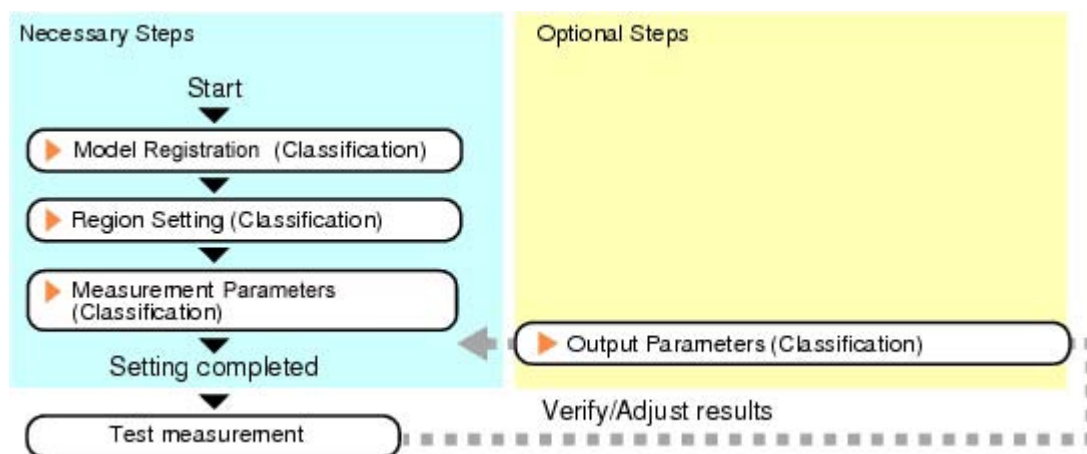 Necessary Steps
Optional Steps
Start
Model Registration (Classification)
Region Setting (Classification)
Measurement Parameters
(Classification)
Output Parameters (Classification)
Setting completed
Verify/Adjust results
Test measurement